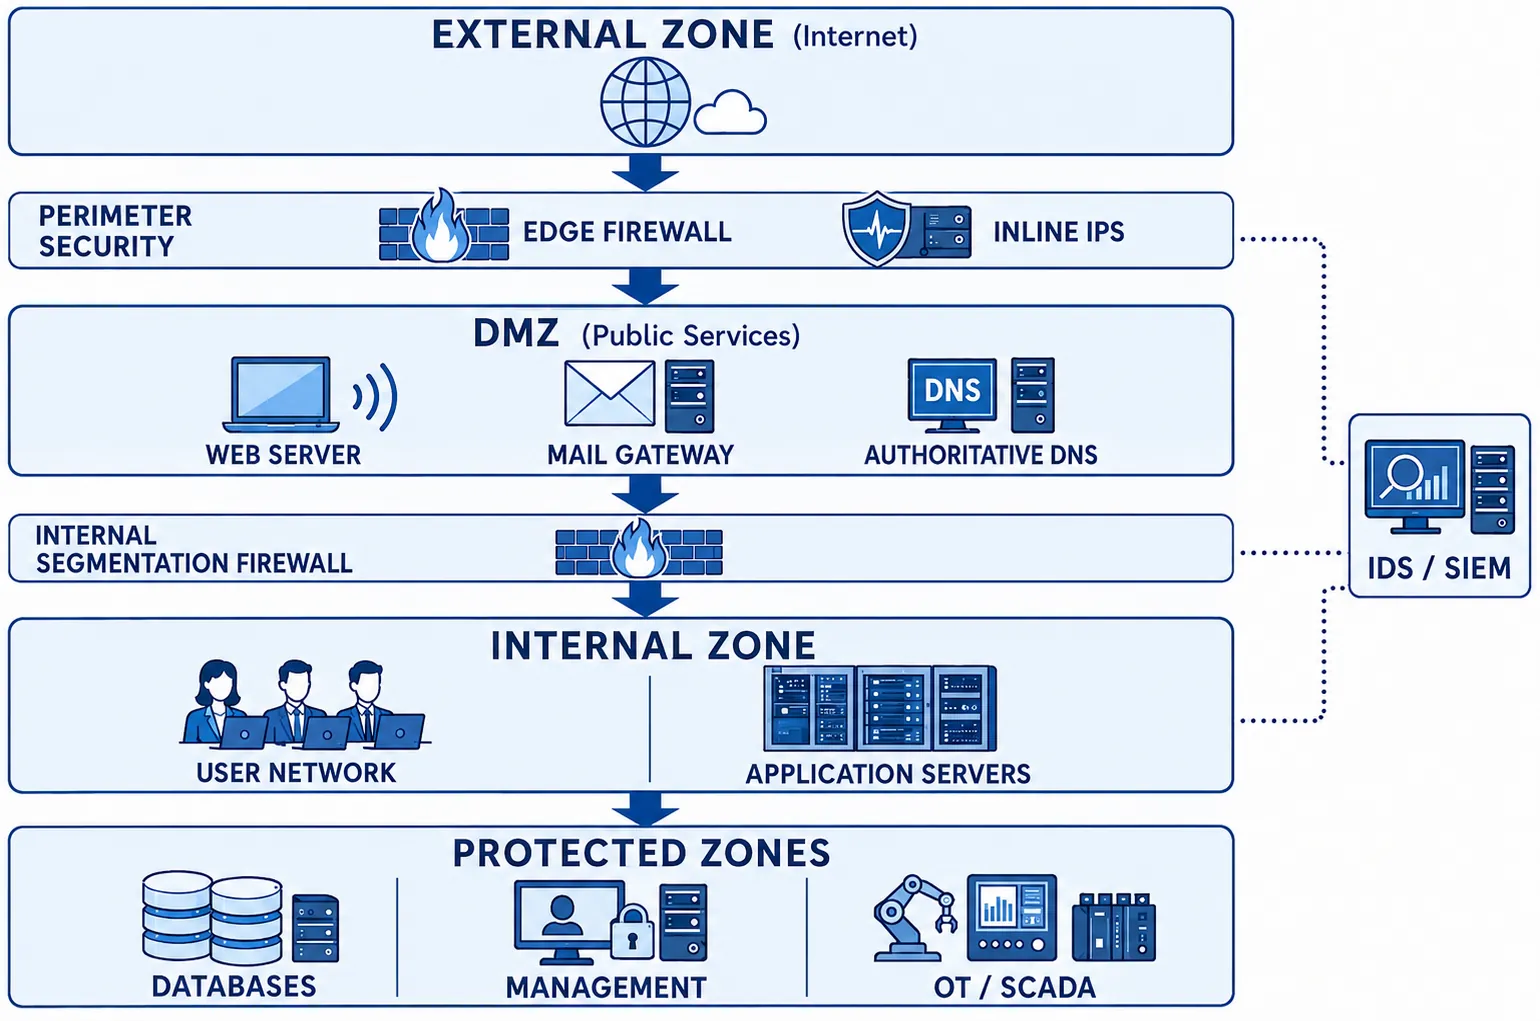 EXTERNAL ZONE (Internet)
PERIMETER
SECURITY
EDGE FIREWALL
INLINE IPS
DMZ (Public Services)
DNS
WEB SERVER
MAIL GATEWAY
AUTHORITATIVE DNS
INTERNAL
SEGMENTATION FIREWALL
IDS / SIEM
INTERNAL ZONE
USER NETWORK
APPLICATION SERVERS
PROTECTED ZONES
DATABASES
MANAGEMENT
OT / SCADA